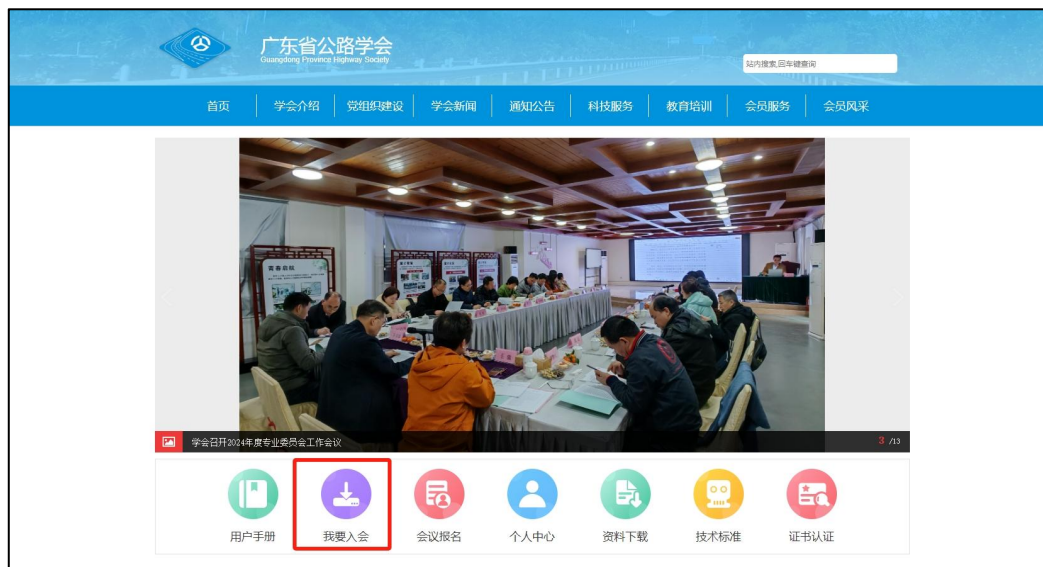 广东省公路学会
Guangdong Province Highway Society
站内搜索,回车键查询
首页 学会介绍 党组织建设 学会新闻 通知公告 科技服务 教育培训 会员服务 会员风采
学会召开2024年度专业委员会工作会议 3 /13
用户手册 我要入会 会议报名 个人中心 资料下载 技术标准 证书认证